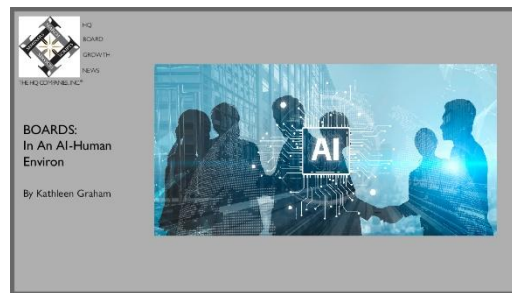 HQ
BOARD
GROWTH
NEWS
THE HQ COMPANIES, INC.®
BOARDS:
In An AI-Human
Environ
By Kathleen Graham
AI